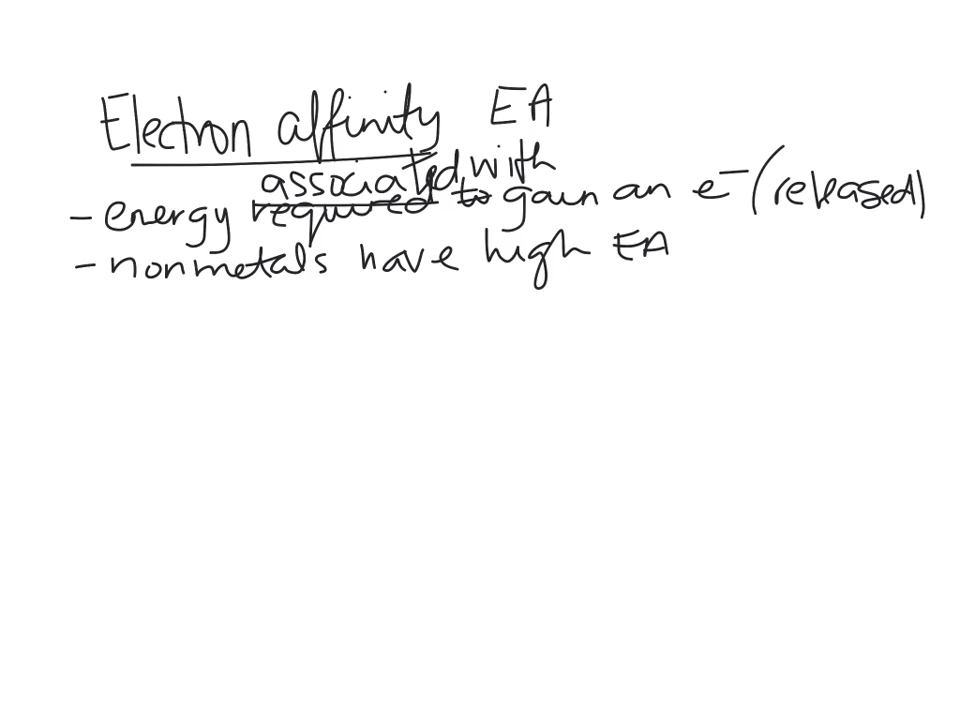 Electron affinity EA
associated with
- energy required to gain an e⁻ (released)
- nonmetals have high EA